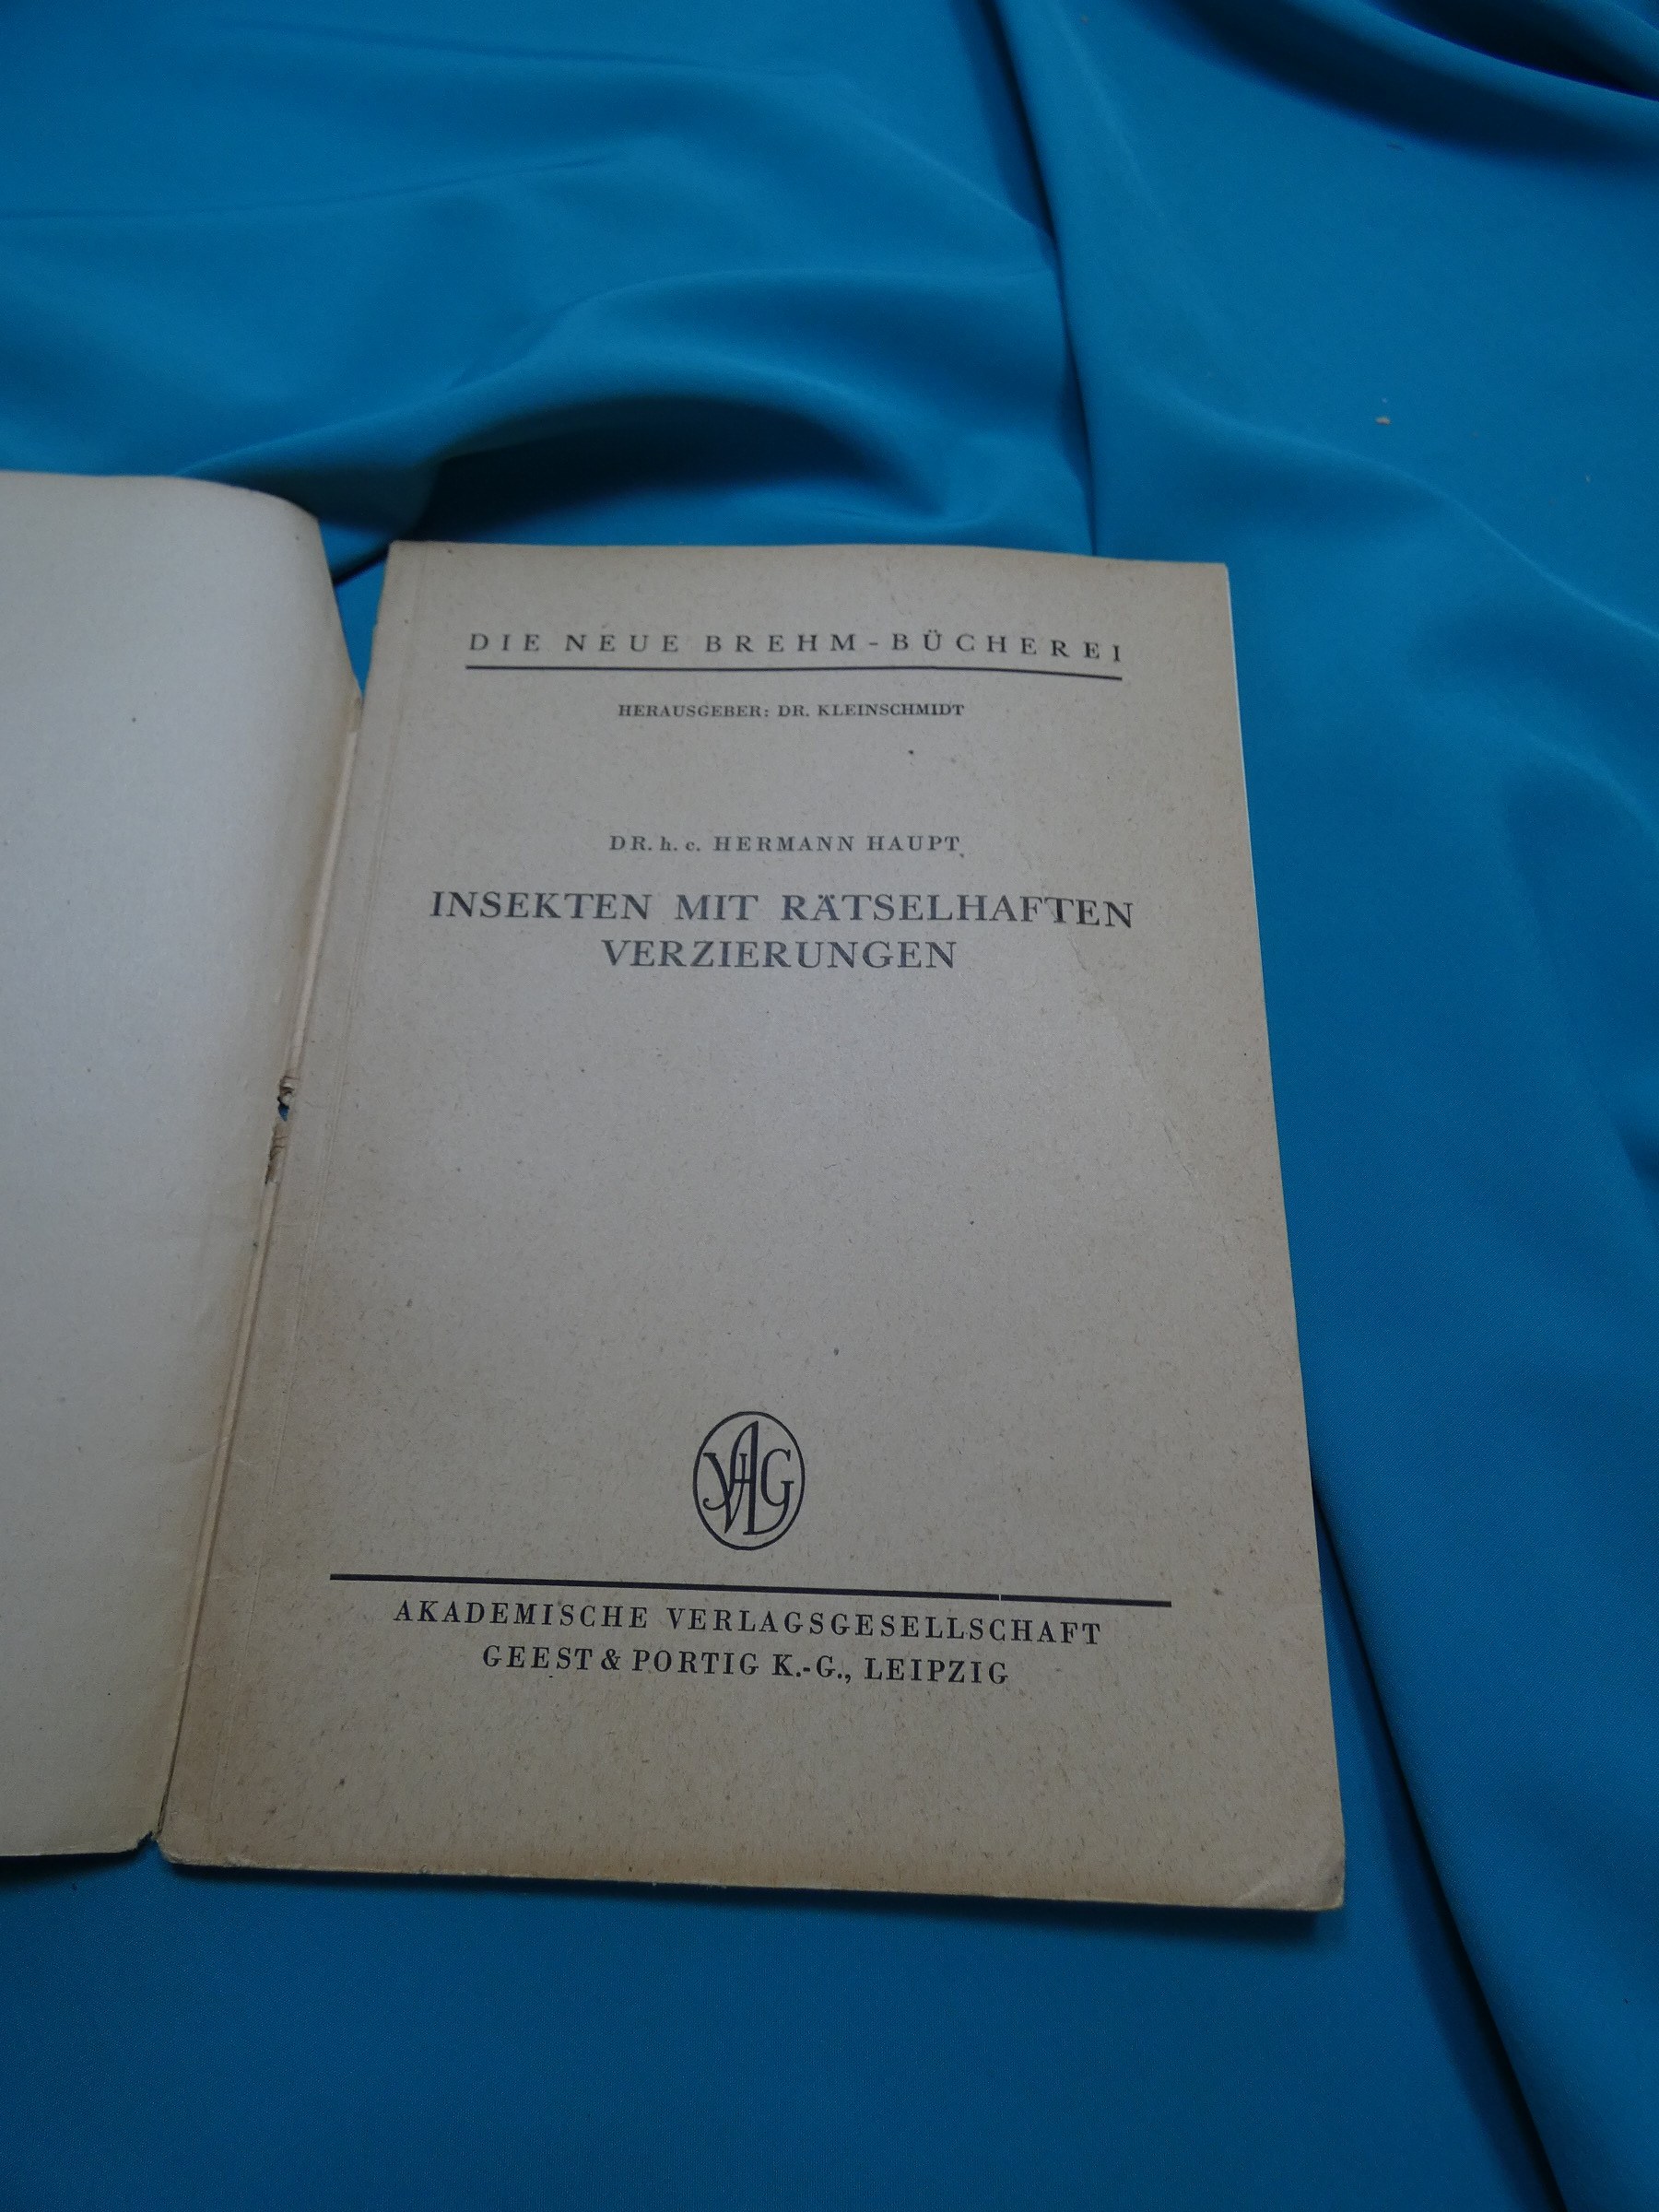 DIE NEUE BREHM-BÜCHEREI
HERAUSGEBER: DR. KLEINSCHMIDT
DR. h. c. HERMANN HAUPT
INSEKTEN MIT RÄTSELHAFTEN
VERZIERUNGEN
VAG
AKADEMISCHE VERLAGSGESELLSCHAFT
GEEST & PORTIG K.-G., LEIPZIG